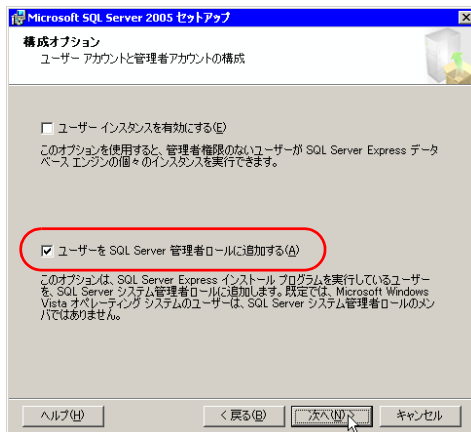 Microsoft SQL Server 2005 セットアップ
構成オプション
ユーザー アカウントと管理者アカウントの構成
ユーザー インスタンスを有効にする(E)
このオプションを使用すると、管理者権限のないユーザーが SQL Server Express データ
ベース エンジンの個々のインスタンスを実行できます。
ユーザーを SQL Server 管理者ロールに追加する(A)
このオプションは、SQL Server Express インストール プログラムを実行しているユーザー
を、SQL Server システム管理者ロールに追加します。既定では、Microsoft Windows
Vista オペレーティング システムのユーザーは、SQL Server システム管理者ロールのメン
バではありません。
ヘルプ(H)
< 戻る(B)
次へ(N) >
キャンセル